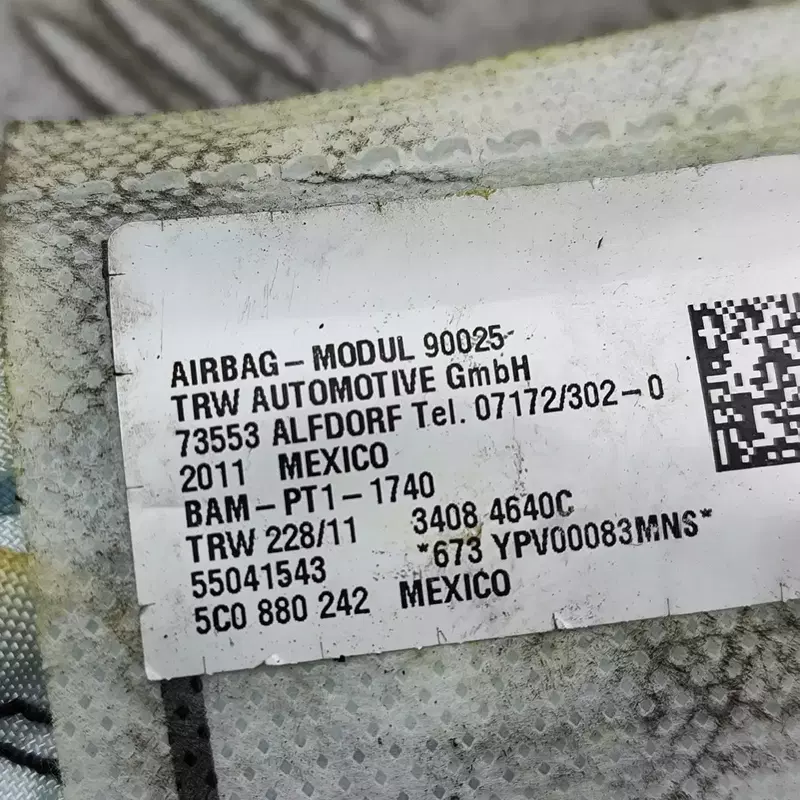 AIRBAG-MODUL 90025-
TRW AUTOMOTIVE GmbH
73553 ALFDORF Tel. 07172/302-0
2011 MEXICO
BAM-PT1-1740
TRW 228/11 3408 4640C
55041543 *673 YPV00083MNS*
5C0 880 242 MEXICO